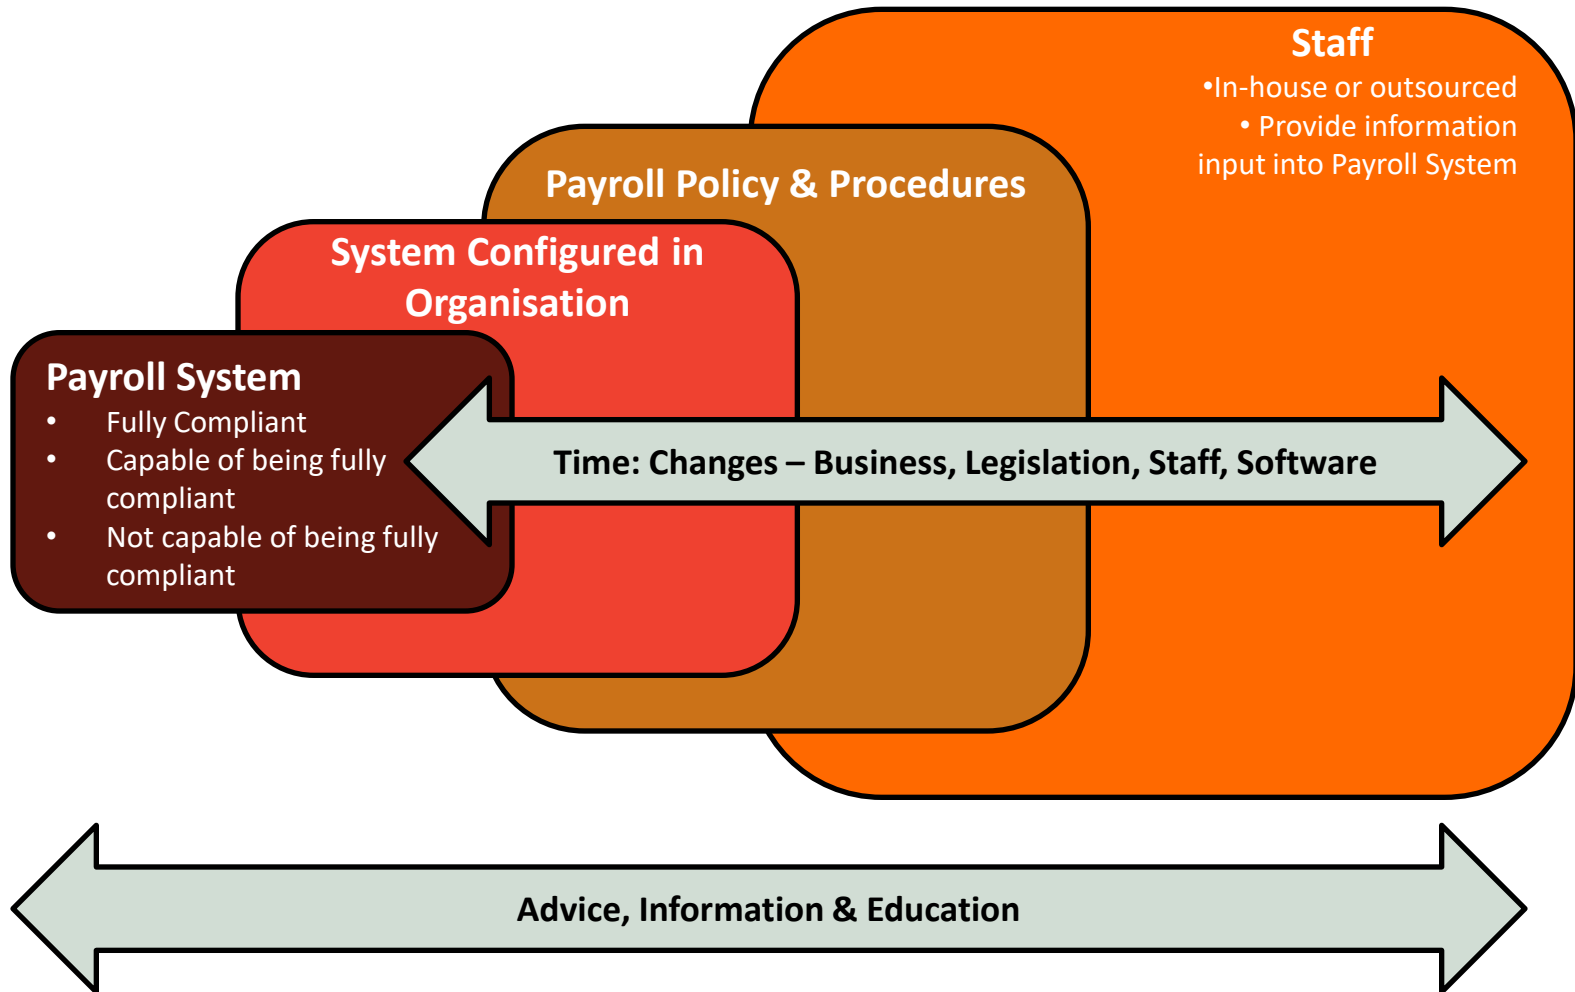 Staff
•In-house or outsourced
• Provide information
input into Payroll System
Payroll Policy & Procedures
System Configured in
Organisation
Payroll System
• Fully Compliant
• Capable of being fully
compliant
• Not capable of being fully
compliant
Time: Changes – Business, Legislation, Staff, Software
Advice, Information & Education